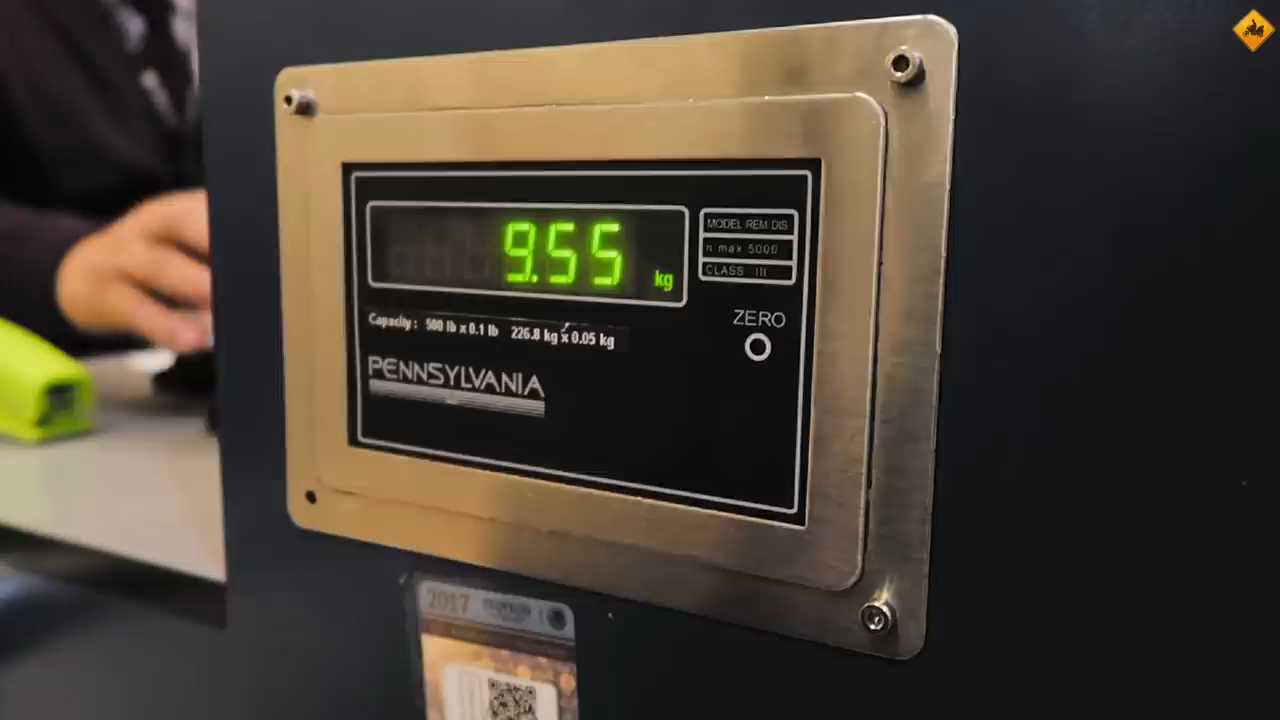 9.55 kg
MODEL REM DIS
n max 5000
CLASS III
Capacity : 500 lb x 0.1 lb 226.8 kg x 0.05 kg
ZERO
PENNSYLVANIA
2017